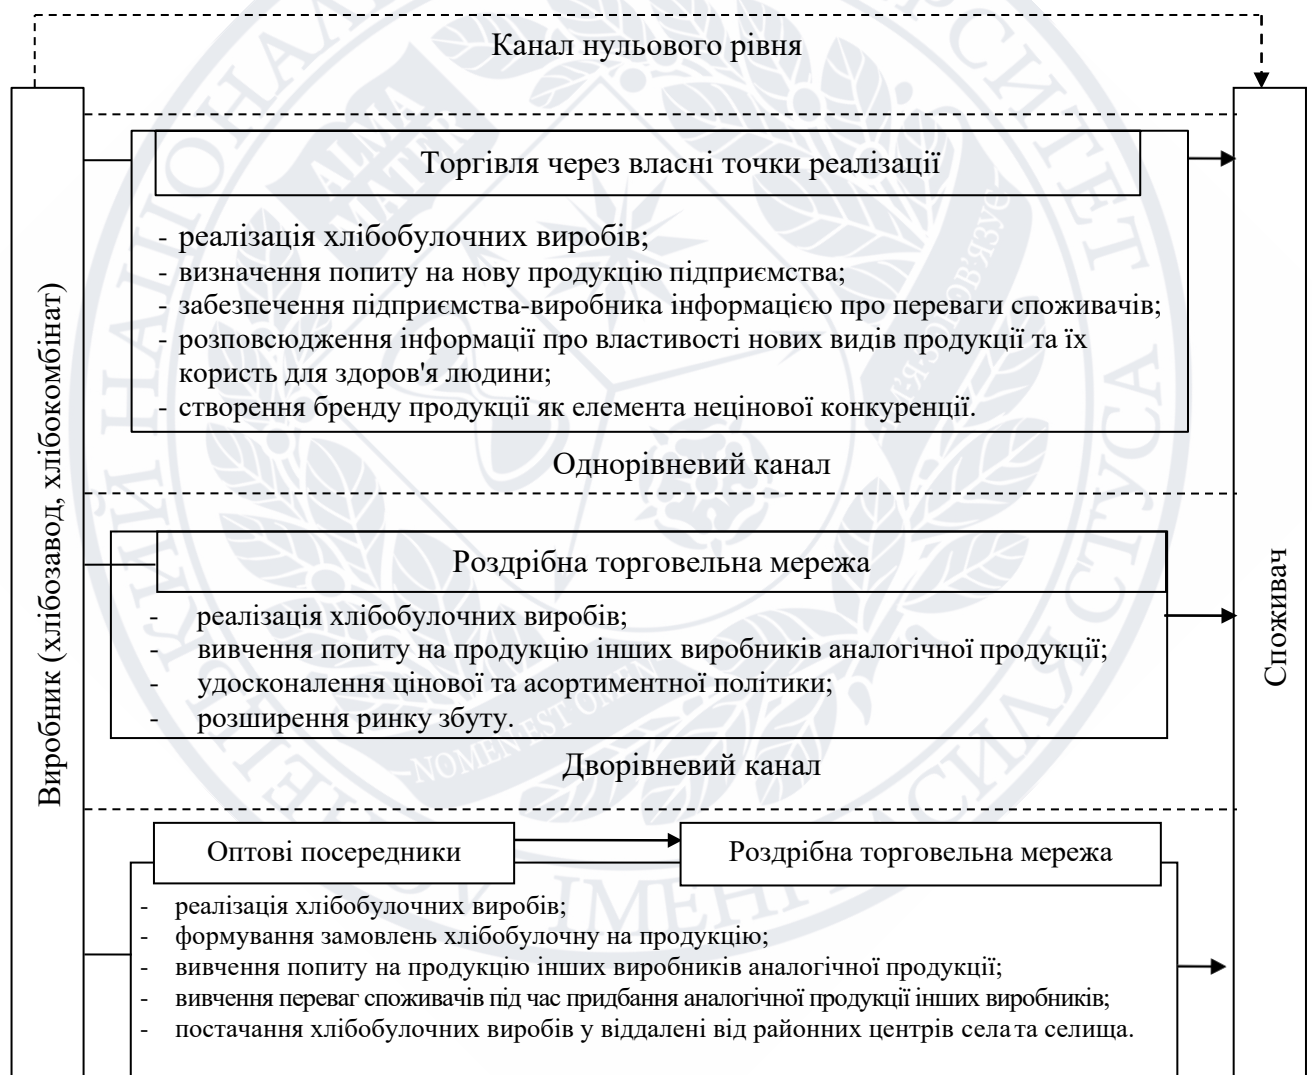 Канал нульового рівня
Виробник (хлібозавод, хлібокомбінат)
Торгівля через власні точки реалізації
- реалізація хлібобулочних виробів;
- визначення попиту на нову продукцію підприємства;
- забезпечення підприємства-виробника інформацією про переваги споживачів;
- розповсюдження інформації про властивості нових видів продукції та їх
користь для здоров'я людини;
- створення бренду продукції як елемента нецінової конкуренції.
Однорівневий канал
Роздрібна торговельна мережа
- реалізація хлібобулочних виробів;
- вивчення попиту на продукцію інших виробників аналогічної продукції;
- удосконалення цінової та асортиментної політики;
- розширення ринку збуту.
Дворівневий канал
Оптові посередники
Роздрібна торговельна мережа
- реалізація хлібобулочних виробів;
- формування замовлень хлібобулочну на продукцію;
- вивчення попиту на продукцію інших виробників аналогічної продукції;
- вивчення переваг споживачів під час придбання аналогічної продукції інших виробників;
- постачання хлібобулочних виробів у віддалені від районних центрів села та селища.
Споживач
ALMA
MATER
NOMEN EST OMEN